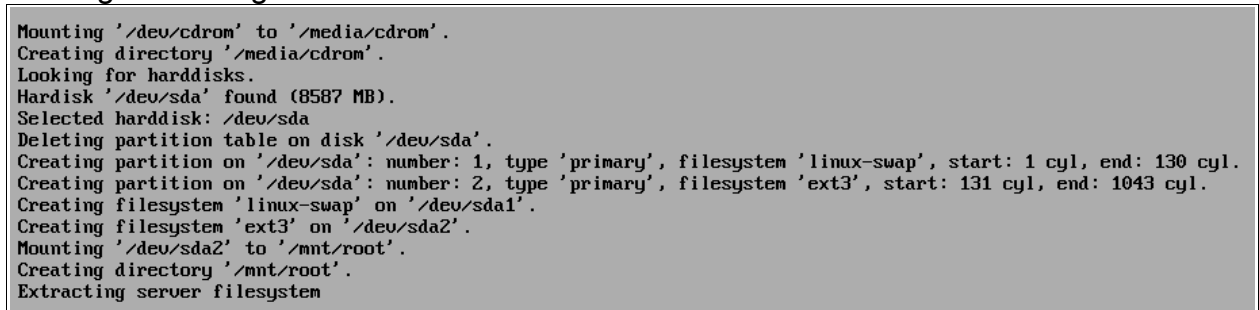 Mounting '/dev/cdrom' to '/media/cdrom'.
Creating directory '/media/cdrom'.
Looking for harddisks.
Hardisk '/dev/sda' found (8587 MB).
Selected harddisk: /dev/sda
Deleting partition table on disk '/dev/sda'.
Creating partition on '/dev/sda': number: 1, type 'primary', filesystem 'linux-swap', start: 1 cyl, end: 130 cyl.
Creating partition on '/dev/sda': number: 2, type 'primary', filesystem 'ext3', start: 131 cyl, end: 1043 cyl.
Creating filesystem 'linux-swap' on '/dev/sda1'.
Creating filesystem 'ext3' on '/dev/sda2'.
Mounting '/dev/sda2' to '/mnt/root'.
Creating directory '/mnt/root'.
Extracting server filesystem